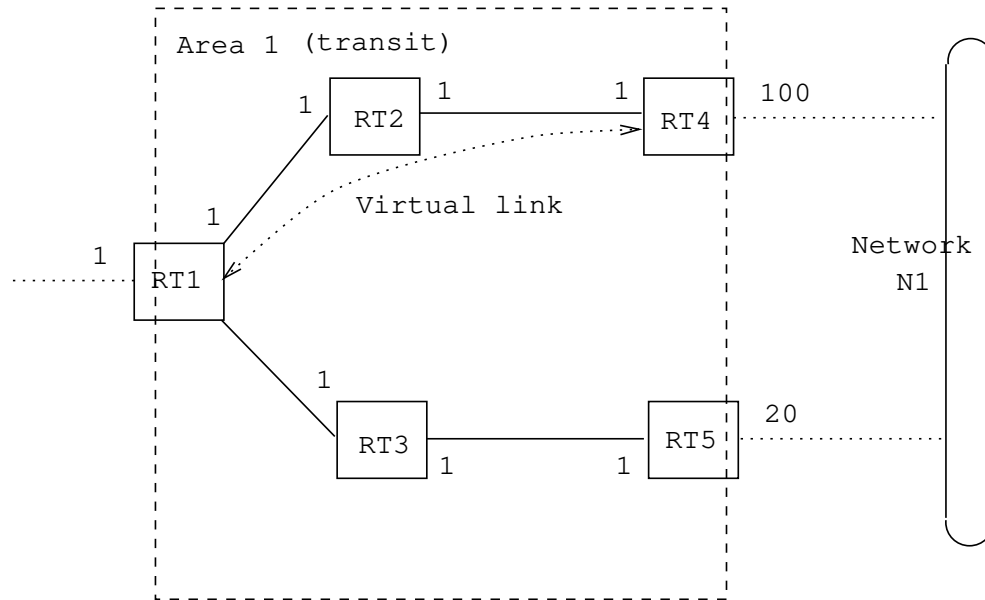 Area 1 (transit)
1
RT2
1
1
RT4
100
Virtual link
1
1
RT1
Network
N1
1
RT3
1
1
RT5
20